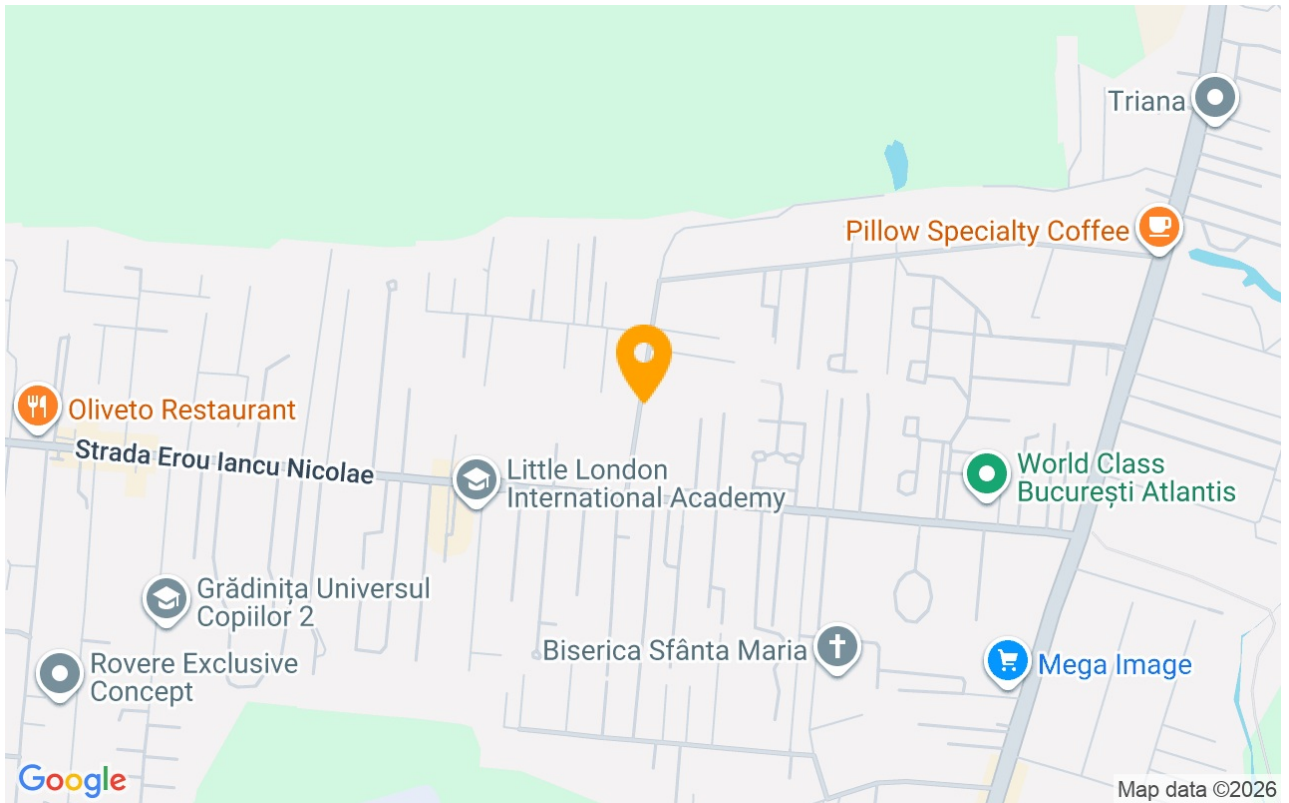 Triana
Pillow Specialty Coffee
Oliveto Restaurant
Strada Erou Iancu Nicolae
Little London
International Academy
World Class
București Atlantis
Grădinița Universul
Copiilor 2
Biserica Sfânta Maria
Rovere Exclusive
Concept
Mega Image
Google
Map data ©2026